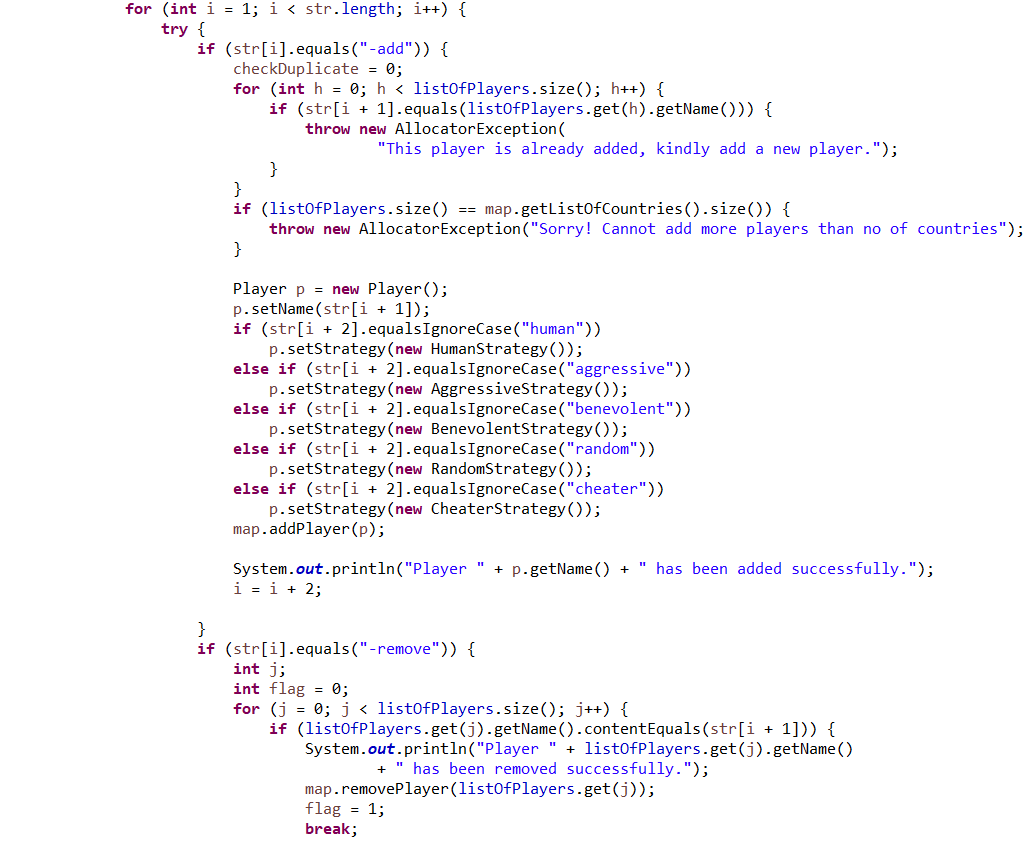 for (int i = 1; i < str.length; i++) {
try {
if (str[i].equals("-add")) {
checkDuplicate = 0;
for (int h = 0; h < listOfPlayers.size(); h++) {
if (str[i + 1].equals(listOfPlayers.get(h).getName())) {
throw new AllocatorException(
"This player is already added, kindly add a new player.");
}
}
if (listOfPlayers.size() == map.getListOfCountries().size()) {
throw new AllocatorException("Sorry! Cannot add more players than no of countries");
}
Player p = new Player();
p.setName(str[i + 1]);
if (str[i + 2].equalsIgnoreCase("human"))
p.setStrategy(new HumanStrategy());
else if (str[i + 2].equalsIgnoreCase("aggressive"))
p.setStrategy(new AggressiveStrategy());
else if (str[i + 2].equalsIgnoreCase("benevolent"))
p.setStrategy(new BenevolentStrategy());
else if (str[i + 2].equalsIgnoreCase("random"))
p.setStrategy(new RandomStrategy());
else if (str[i + 2].equalsIgnoreCase("cheater"))
p.setStrategy(new CheaterStrategy());
map.addPlayer(p);
System.out.println("Player " + p.getName() + " has been added successfully.");
i = i + 2;
}
if (str[i].equals("-remove")) {
int j;
int flag = 0;
for (j = 0; j < listOfPlayers.size(); j++) {
if (listOfPlayers.get(j).getName().contentEquals(str[i + 1])) {
System.out.println("Player " + listOfPlayers.get(j).getName()
+ " has been removed successfully.");
map.removePlayer(listOfPlayers.get(j));
flag = 1;
break;